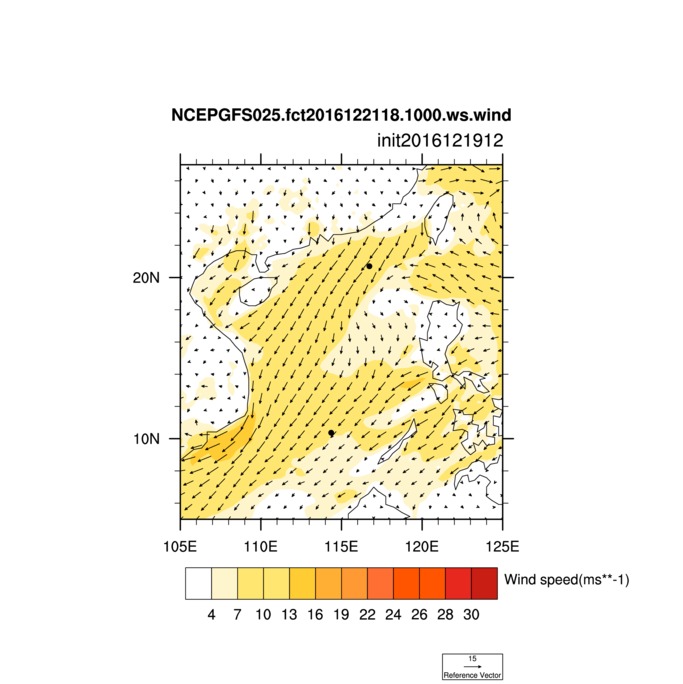 NCEPGFS025.fct2016122118.1000.ws.wind
init2016121912
20N
10N
105E 110E 115E 120E 125E
Wind speed(ms**-1)
4 7 10 13 16 19 22 24 26 28 30
15
Reference Vector